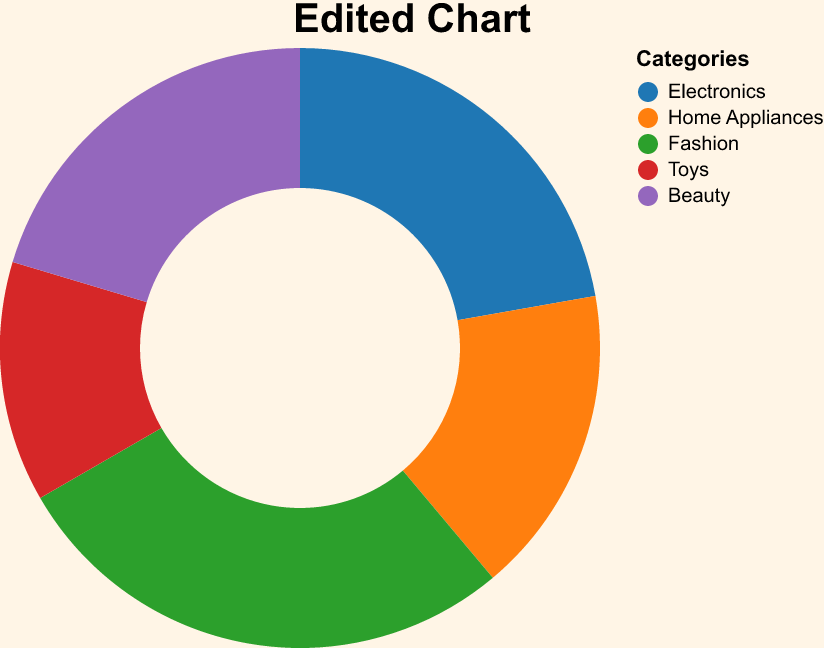 Edited Chart
Categories
Electronics
Home Appliances
Fashion
Toys
Beauty